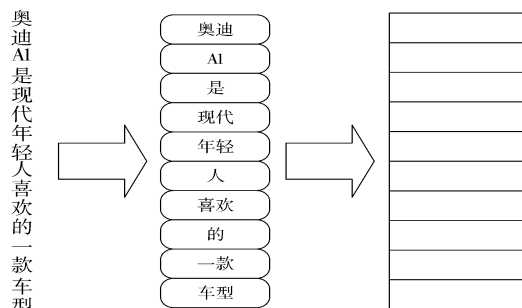 奥迪A1是现代年轻人喜欢的一款车型
奥迪
A1
是
现代
年轻
人
喜欢
的
一款
车型